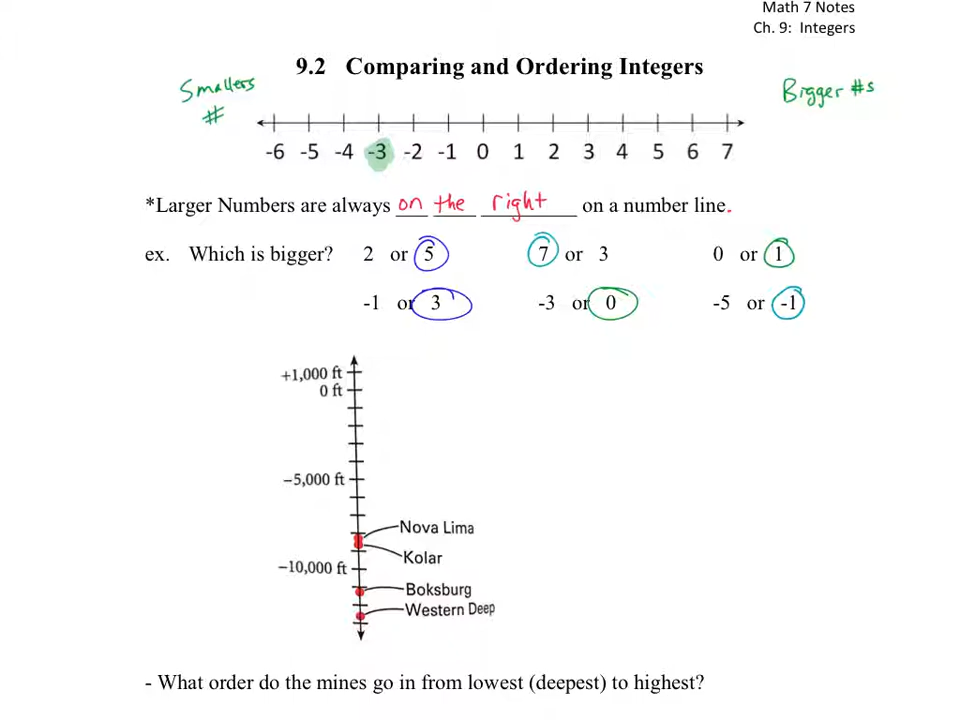 Math 7 Notes
Ch. 9: Integers
9.2 Comparing and Ordering Integers
Smallers
#
Bigger #s
-6 -5 -4 -3 -2 -1 0 1 2 3 4 5 6 7
*Larger Numbers are always on the right on a number line.
ex. Which is bigger? 2 or 5 7 or 3 0 or 1
-1 or 3 -3 or 0 -5 or -1
+1,000 ft
0 ft
−5,000 ft
Nova Lima
Kolar
−10,000 ft
Boksburg
Western Deep
- What order do the mines go in from lowest (deepest) to highest?